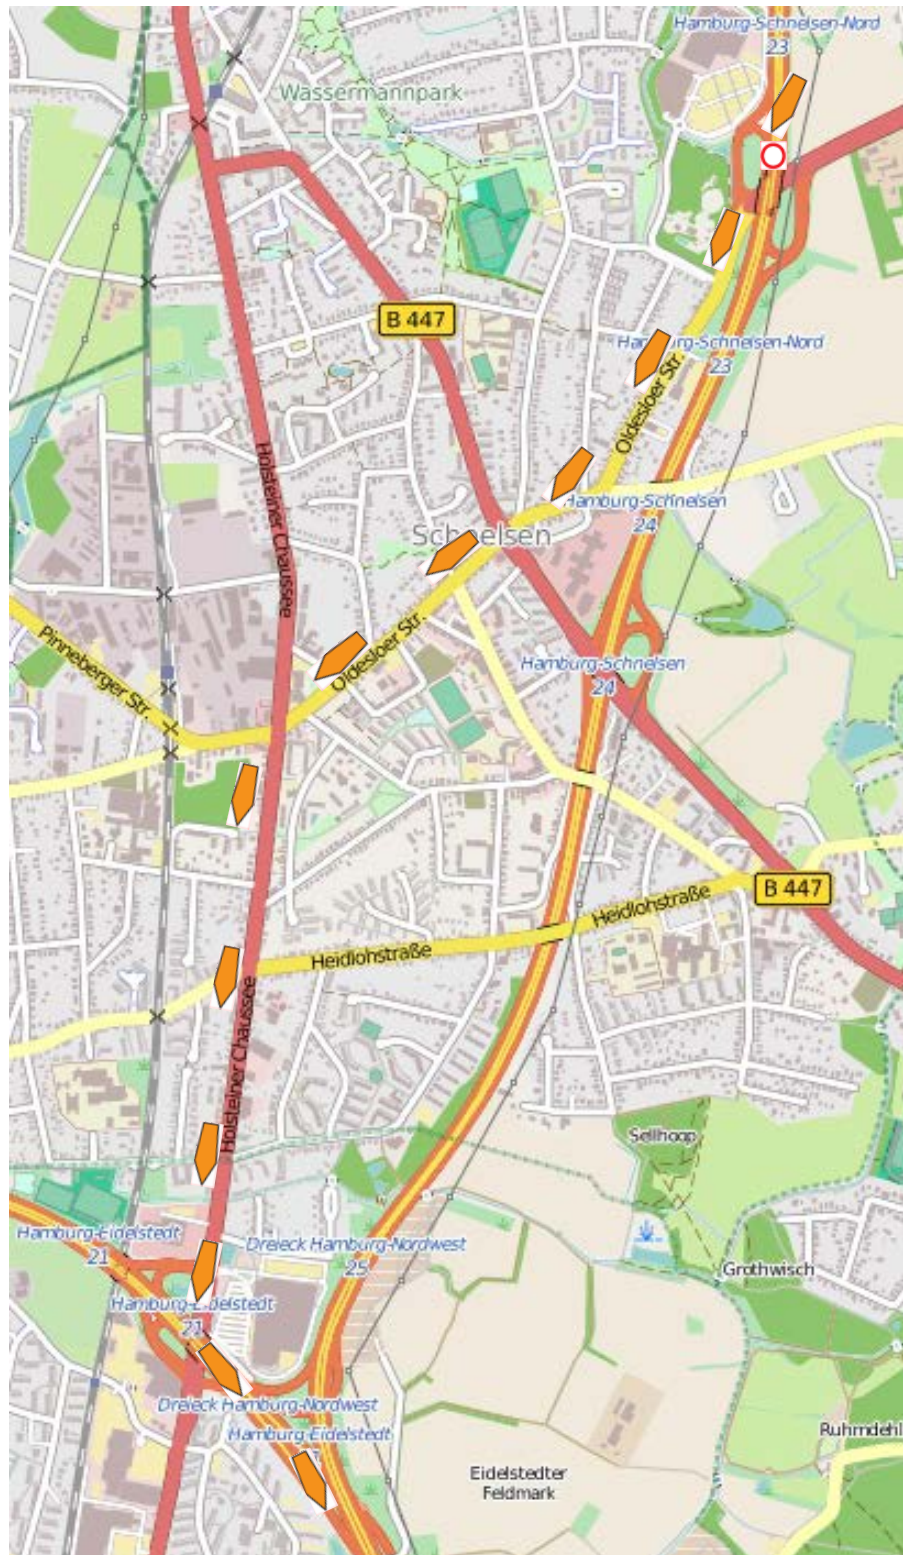 Hamburg-Schnelsen-Nord
23
Wassermannpark
B 447
Hamburg-Schnelsen-Nord
23
Oldesloer Str.
Holsteiner Chaussee
Hamburg-Schnelsen
24
Schnelsen
Pinneberger Str.
Oldesloer Str.
Hamburg-Schnelsen
24
B 447
Heidlohstraße
Heidlohstraße
Holsteiner Chaussee
Sellhoop
Hamburg-Eidelstedt
21
Dreieck Hamburg-Nordwest
25
Grothwisch
Hamburg-Eidelstedt
21
Dreieck Hamburg-Nordwest
Hamburg-Eidelstedt
Ruhmdehl
Eidelstedter
Feldmark